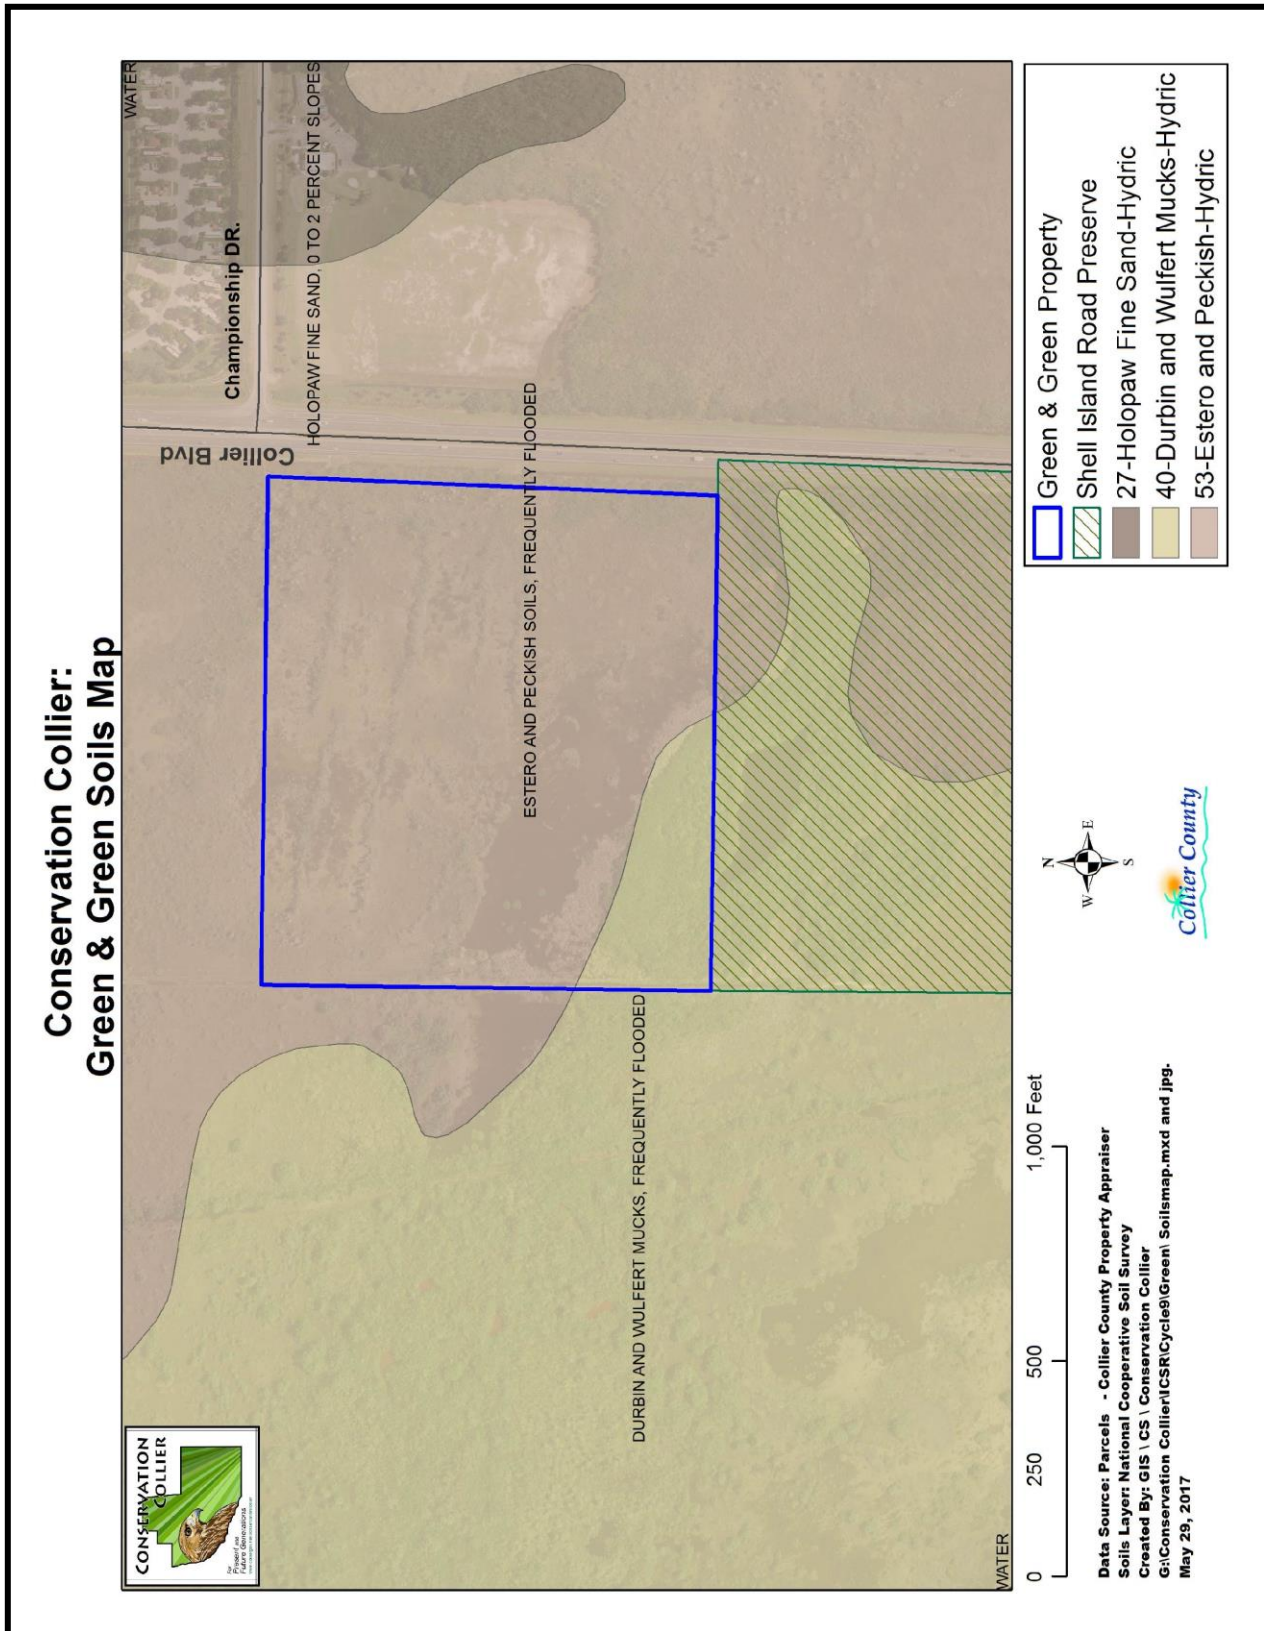 Conservation Collier:
Green & Green Soils Map
CONSERVATION
COLLIER
For
Present and
Future Generations
WATER
Championship DR.
Collier Blvd
HOLOPAW FINE SAND, 0 TO 2 PERCENT SLOPES
ESTERO AND PECKISH SOILS, FREQUENTLY FLOODED
DURBIN AND WULFERT MUCKS, FREQUENTLY FLOODED
WATER
0 250 500 1,000 Feet
Data Source: Parcels - Collier County Property Appraiser
Soils Layer: National Cooperative Soil Survey
Created By: GIS \ CS \ Conservation Collier
G:\Conservation Collier\ICSR\Cycle9\Green\ Soilsmap.mxd and jpg.
May 29, 2017
N
W E
S
Collier County
Green & Green Property
Shell Island Road Preserve
27-Holopaw Fine Sand-Hydric
40-Durbin and Wulfert Mucks-Hydric
53-Estero and Peckish-Hydric